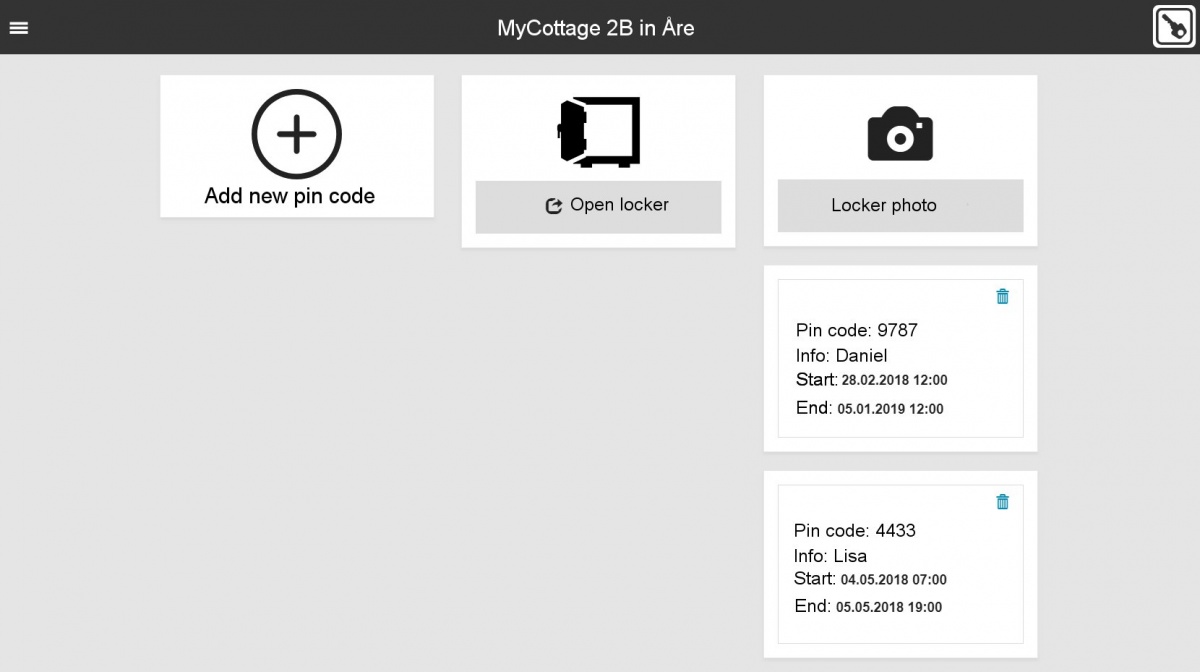 MyCottage 2B in Åre
Add new pin code
Open locker
Locker photo
Pin code: 9787
Info: Daniel
Start: 28.02.2018 12:00
End: 05.01.2019 12:00
Pin code: 4433
Info: Lisa
Start: 04.05.2018 07:00
End: 05.05.2018 19:00